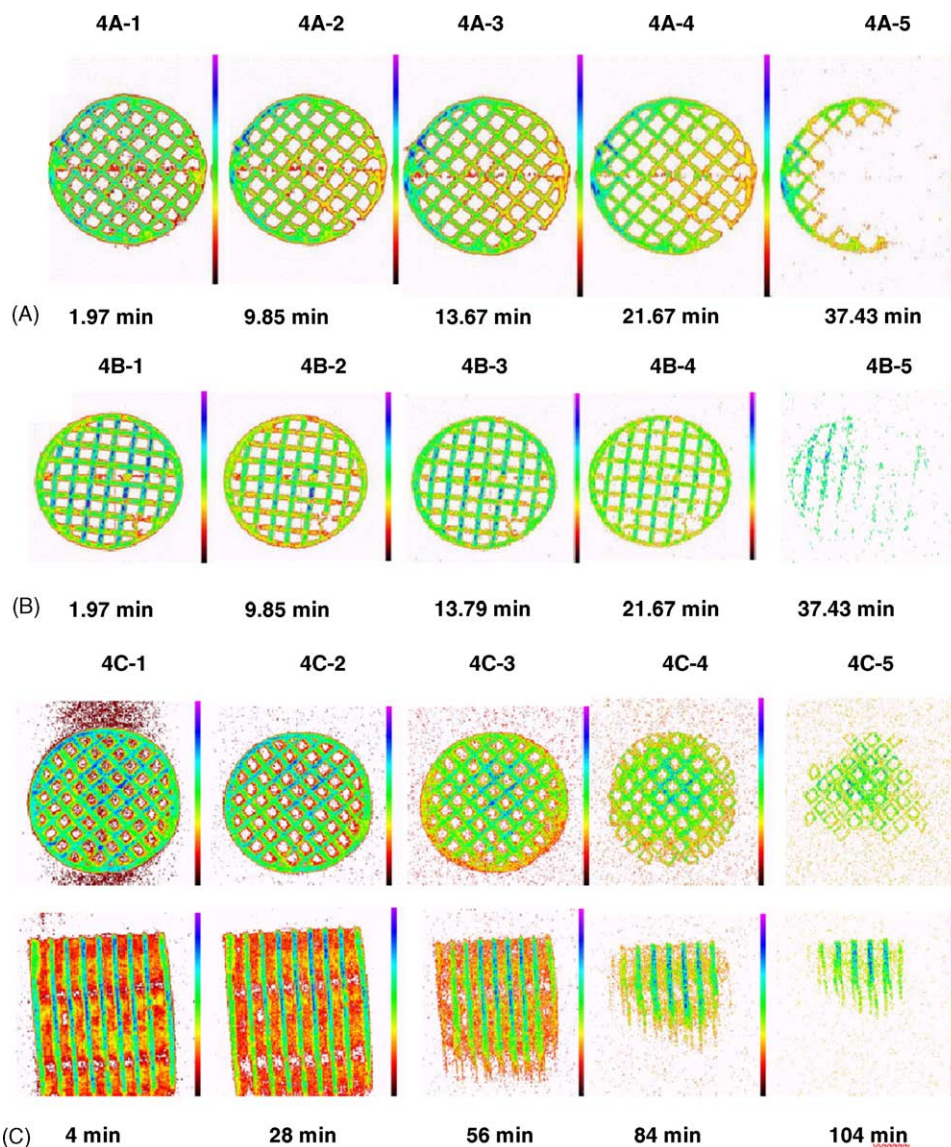 4A-1 4A-2 4A-3 4A-4 4A-5
(A) 1.97 min 9.85 min 13.67 min 21.67 min 37.43 min
4B-1 4B-2 4B-3 4B-4 4B-5
(B) 1.97 min 9.85 min 13.79 min 21.67 min 37.43 min
4C-1 4C-2 4C-3 4C-4 4C-5
(C) 4 min 28 min 56 min 84 min 104 min